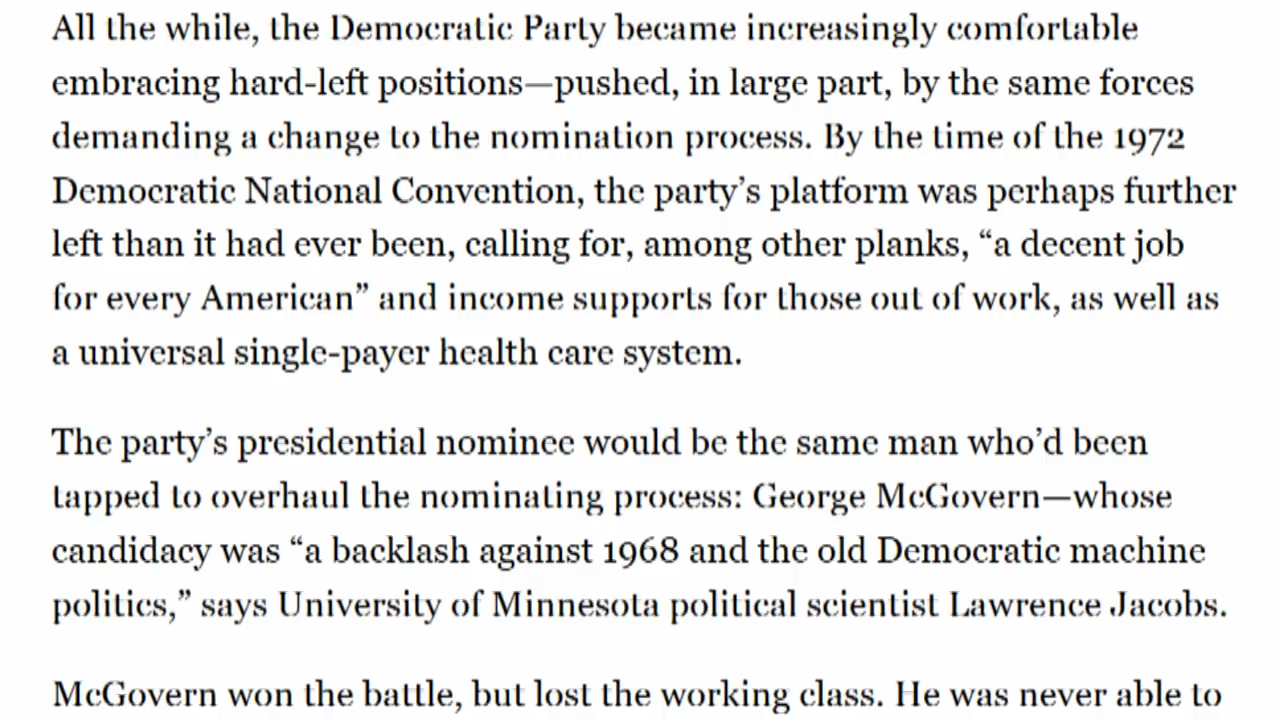 All the while, the Democratic Party became increasingly comfortable
embracing hard-left positions—pushed, in large part, by the same forces
demanding a change to the nomination process. By the time of the 1972
Democratic National Convention, the party’s platform was perhaps further
left than it had ever been, calling for, among other planks, “a decent job
for every American” and income supports for those out of work, as well as
a universal single-payer health care system.
The party’s presidential nominee would be the same man who’d been
tapped to overhaul the nominating process: George McGovern—whose
candidacy was “a backlash against 1968 and the old Democratic machine
politics,” says University of Minnesota political scientist Lawrence Jacobs.
McGovern won the battle, but lost the working class. He was never able to